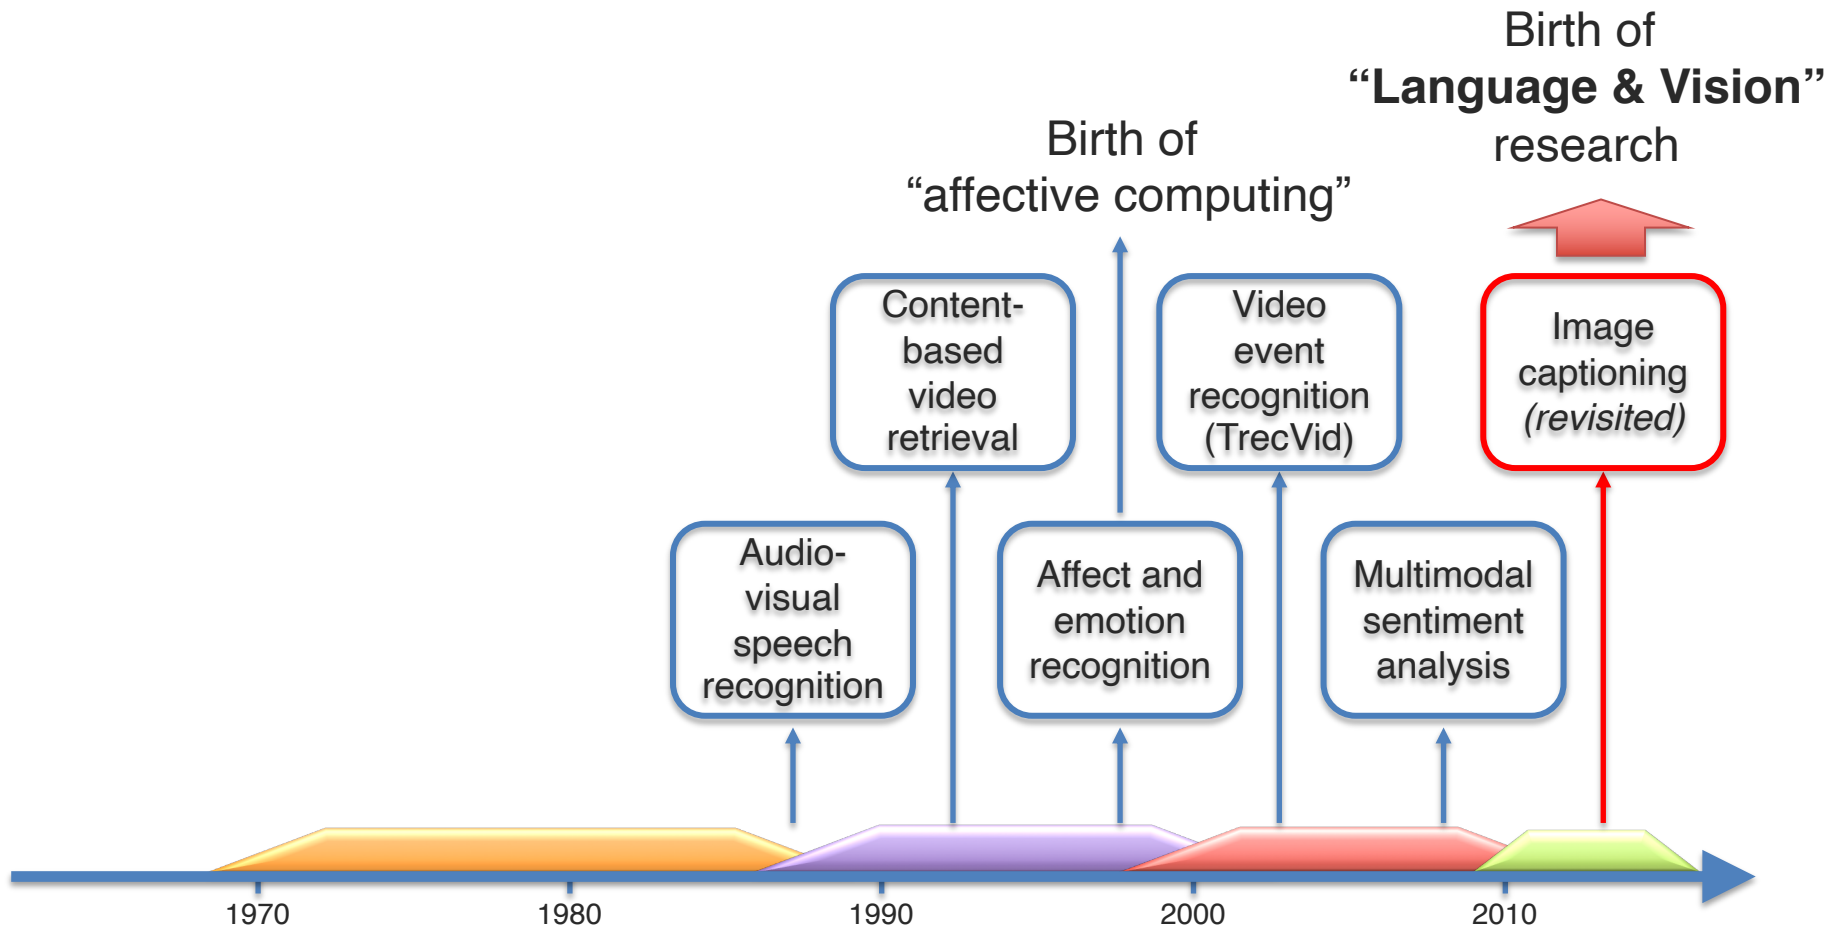 Birth of
“Language & Vision”
research
Birth of
“affective computing”
Content-
based
video
retrieval
Video
event
recognition
(TrecVid)
Image
captioning
(revisited)
Audio-
visual
speech
recognition
Affect and
emotion
recognition
Multimodal
sentiment
analysis
1970
1980
1990
2000
2010